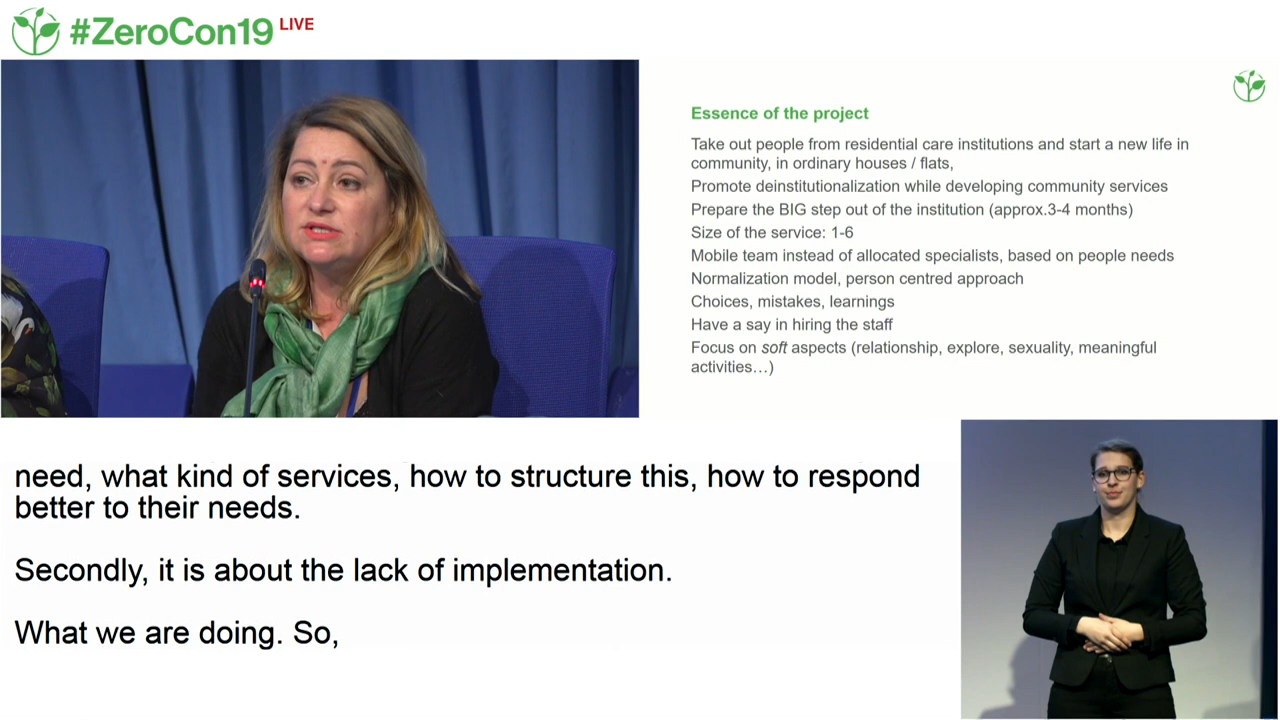 #ZeroCon19 LIVE
Essence of the project
Take out people from residential care institutions and start a new life in
community, in ordinary houses / flats,
Promote deinstitutionalization while developing community services
Prepare the BIG step out of the institution (approx.3-4 months)
Size of the service: 1-6
Mobile team instead of allocated specialists, based on people needs
Normalization model, person centred approach
Choices, mistakes, learnings
Have a say in hiring the staff
Focus on soft aspects (relationship, explore, sexuality, meaningful
activities…)
need, what kind of services, how to structure this, how to respond
better to their needs.
Secondly, it is about the lack of implementation.
What we are doing. So,